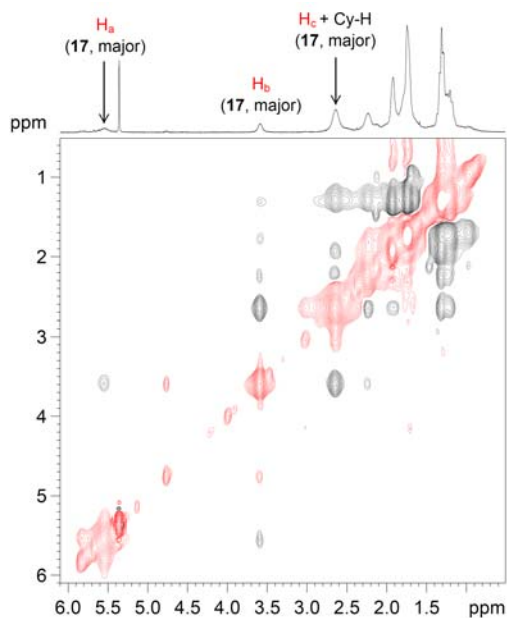 Ha
(17, major)
Hb
(17, major)
Hc + Cy-H
(17, major)
ppm
1
2
3
4
5
6
6.0 5.5 5.0 4.5 4.0 3.5 3.0 2.5 2.0 1.5 ppm